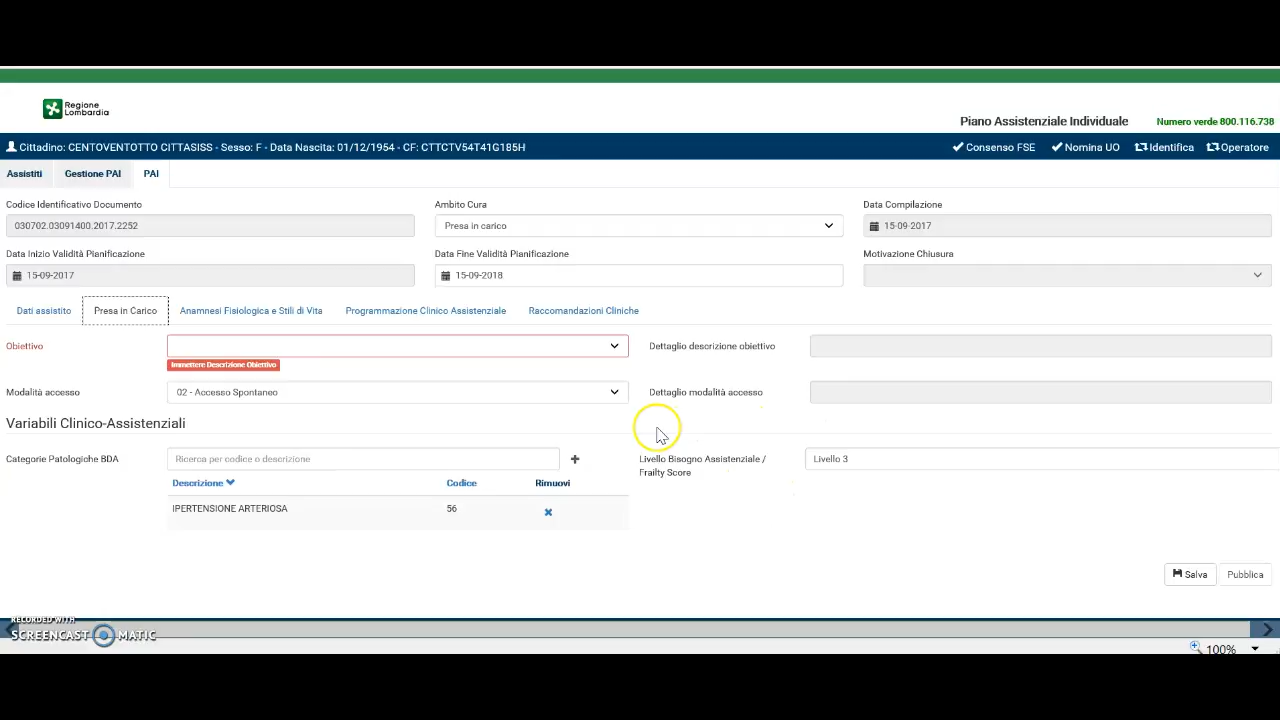 Regione
Lombardia
Piano Assistenziale Individuale
Numero verde 800.116.738
Cittadino: CENTOVENTOTTO CITTASISS - Sesso: F - Data Nascita: 01/12/1954 - CF: CTTCTV54T41G185H
Consenso FSE
Nomina UO
Identifica
Operatore
Assistiti
Gestione PAI
PAI
Codice Identificativo Documento
Ambito Cura
Data Compilazione
030702.03091400.2017.2252
Presa in carico
15-09-2017
Data Inizio Validità Pianificazione
Data Fine Validità Pianificazione
Motivazione Chiusura
15-09-2017
15-09-2018
Dati assistito
Presa in Carico
Anamnesi Fisiologica e Stili di Vita
Programmazione Clinico Assistenziale
Raccomandazioni Cliniche
Obiettivo
Dettaglio descrizione obiettivo
Immettere Descrizione Obiettivo
Modalità accesso
02 - Accesso Spontaneo
Dettaglio modalità accesso
Variabili Clinico-Assistenziali
Categorie Patologiche BDA
Ricerca per codice o descrizione
Livello Bisogno Assistenziale /
Frailty Score
Livello 3
Descrizione
Codice
Rimuovi
IPERTENSIONE ARTERIOSA
56
Salva
Pubblica
RECORDED WITH
SCREENCAST MATIC
100%